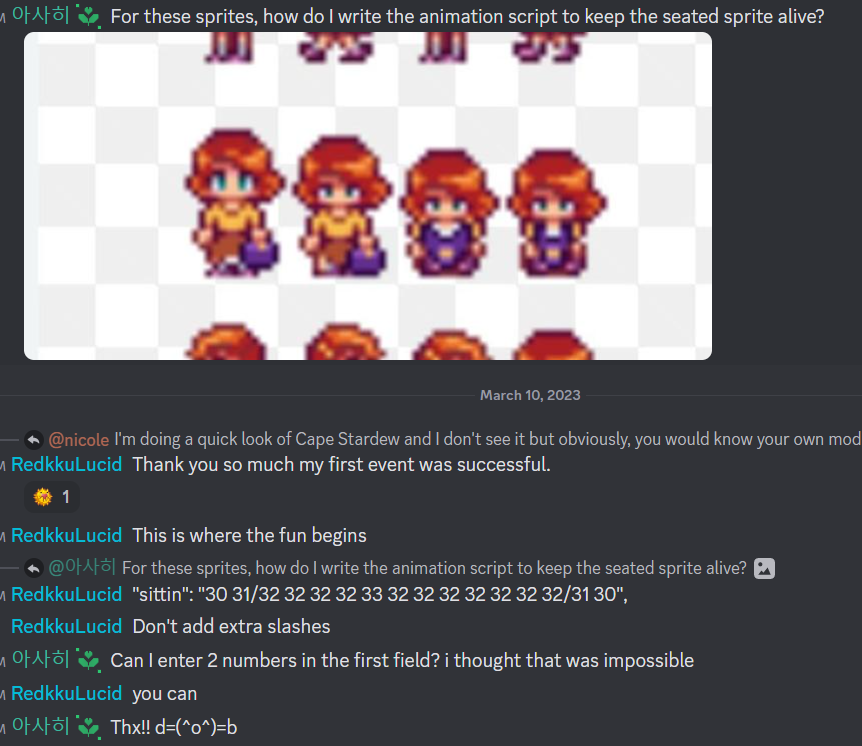 아사히 For these sprites, how do I write the animation script to keep the seated sprite alive?
March 10, 2023
@nicole I'm doing a quick look of Cape Stardew and I don't see it but obviously, you would know your own mod
RedkkuLucid Thank you so much my first event was successful.
1
RedkkuLucid This is where the fun begins
@아사히 For these sprites, how do I write the animation script to keep the seated sprite alive?
RedkkuLucid "sittin": "30 31/32 32 32 32 33 32 32 32 32 32 32 32/31 30",
RedkkuLucid Don't add extra slashes
아사히 Can I enter 2 numbers in the first field? i thought that was impossible
RedkkuLucid you can
아사히 Thx!! d=(^o^)=b